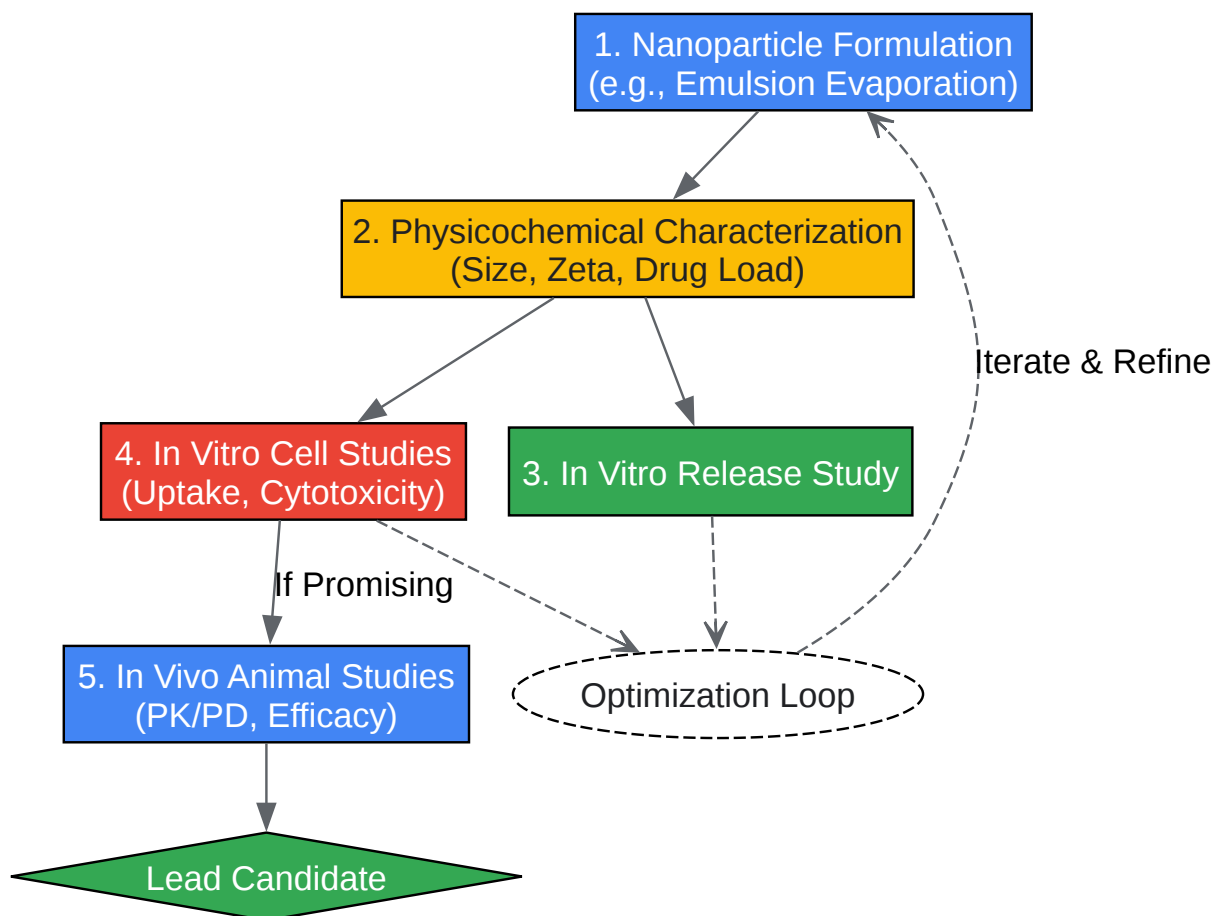 1. Nanoparticle Formulation
(e.g., Emulsion Evaporation)
2. Physicochemical Characterization
(Size, Zeta, Drug Load)
Iterate & Refine
4. In Vitro Cell Studies
(Uptake, Cytotoxicity)
3. In Vitro Release Study
If Promising
5. In Vivo Animal Studies
(PK/PD, Efficacy)
Optimization Loop
Lead Candidate